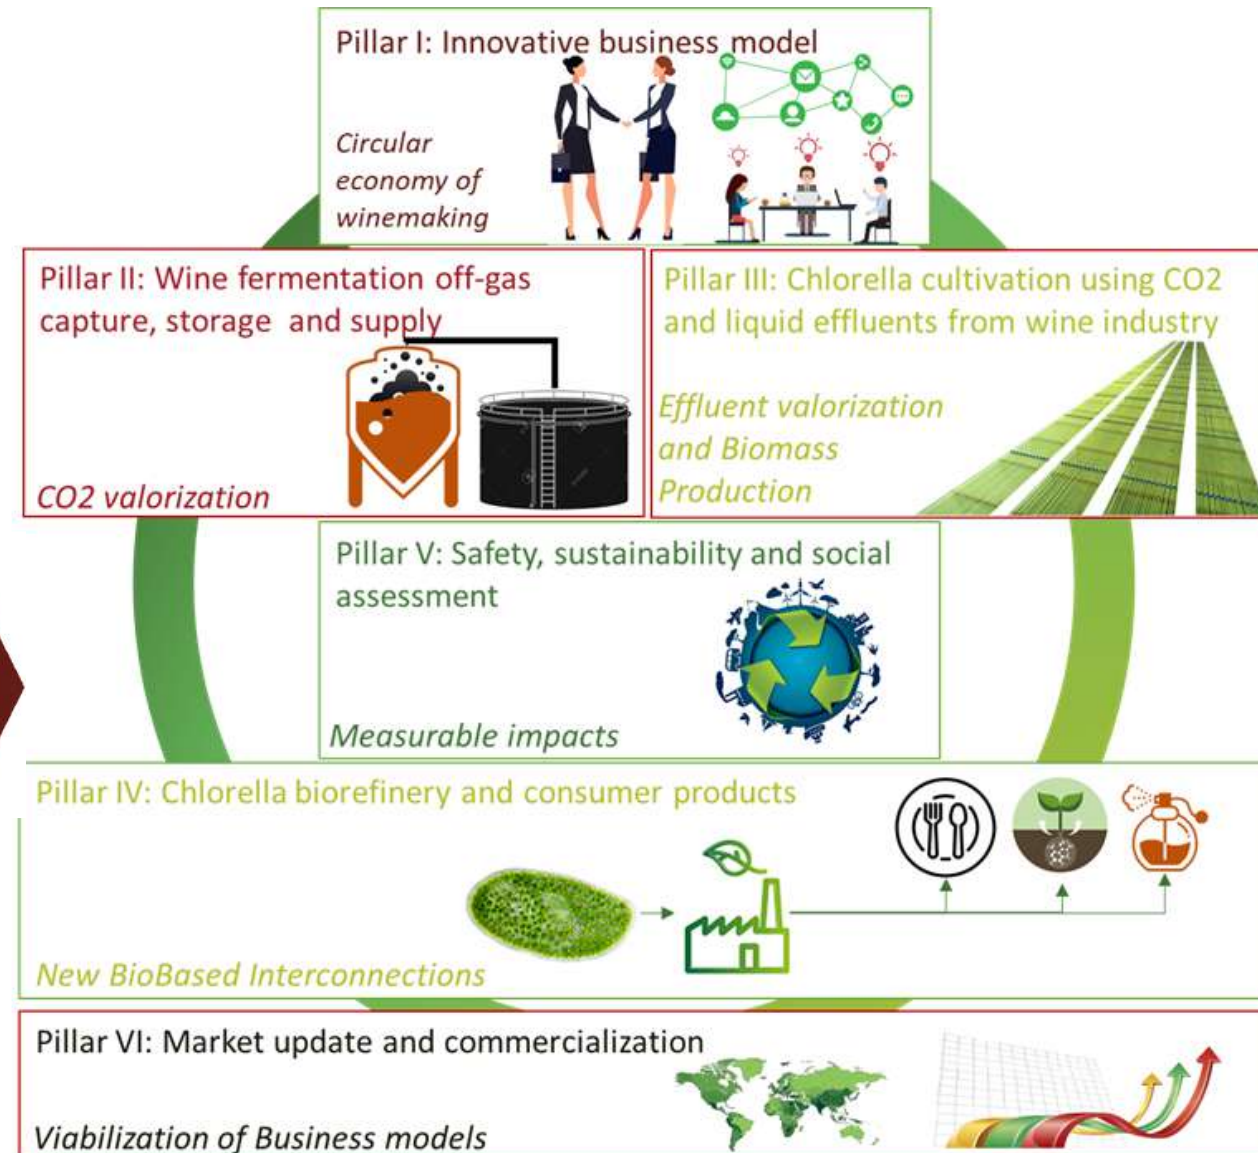 Pillar I: Innovative business model
Circular
economy of
winemaking
Pillar II: Wine fermentation off-gas
capture, storage and supply
CO2 valorization
Pillar III: Chlorella cultivation using CO2
and liquid effluents from wine industry
Effluent valorization
and Biomass
Production
Pillar V: Safety, sustainability and social
assessment
Measurable impacts
Pillar IV: Chlorella biorefinery and consumer products
New BioBased Interconnections
Pillar VI: Market update and commercialization
Viabilization of Business models